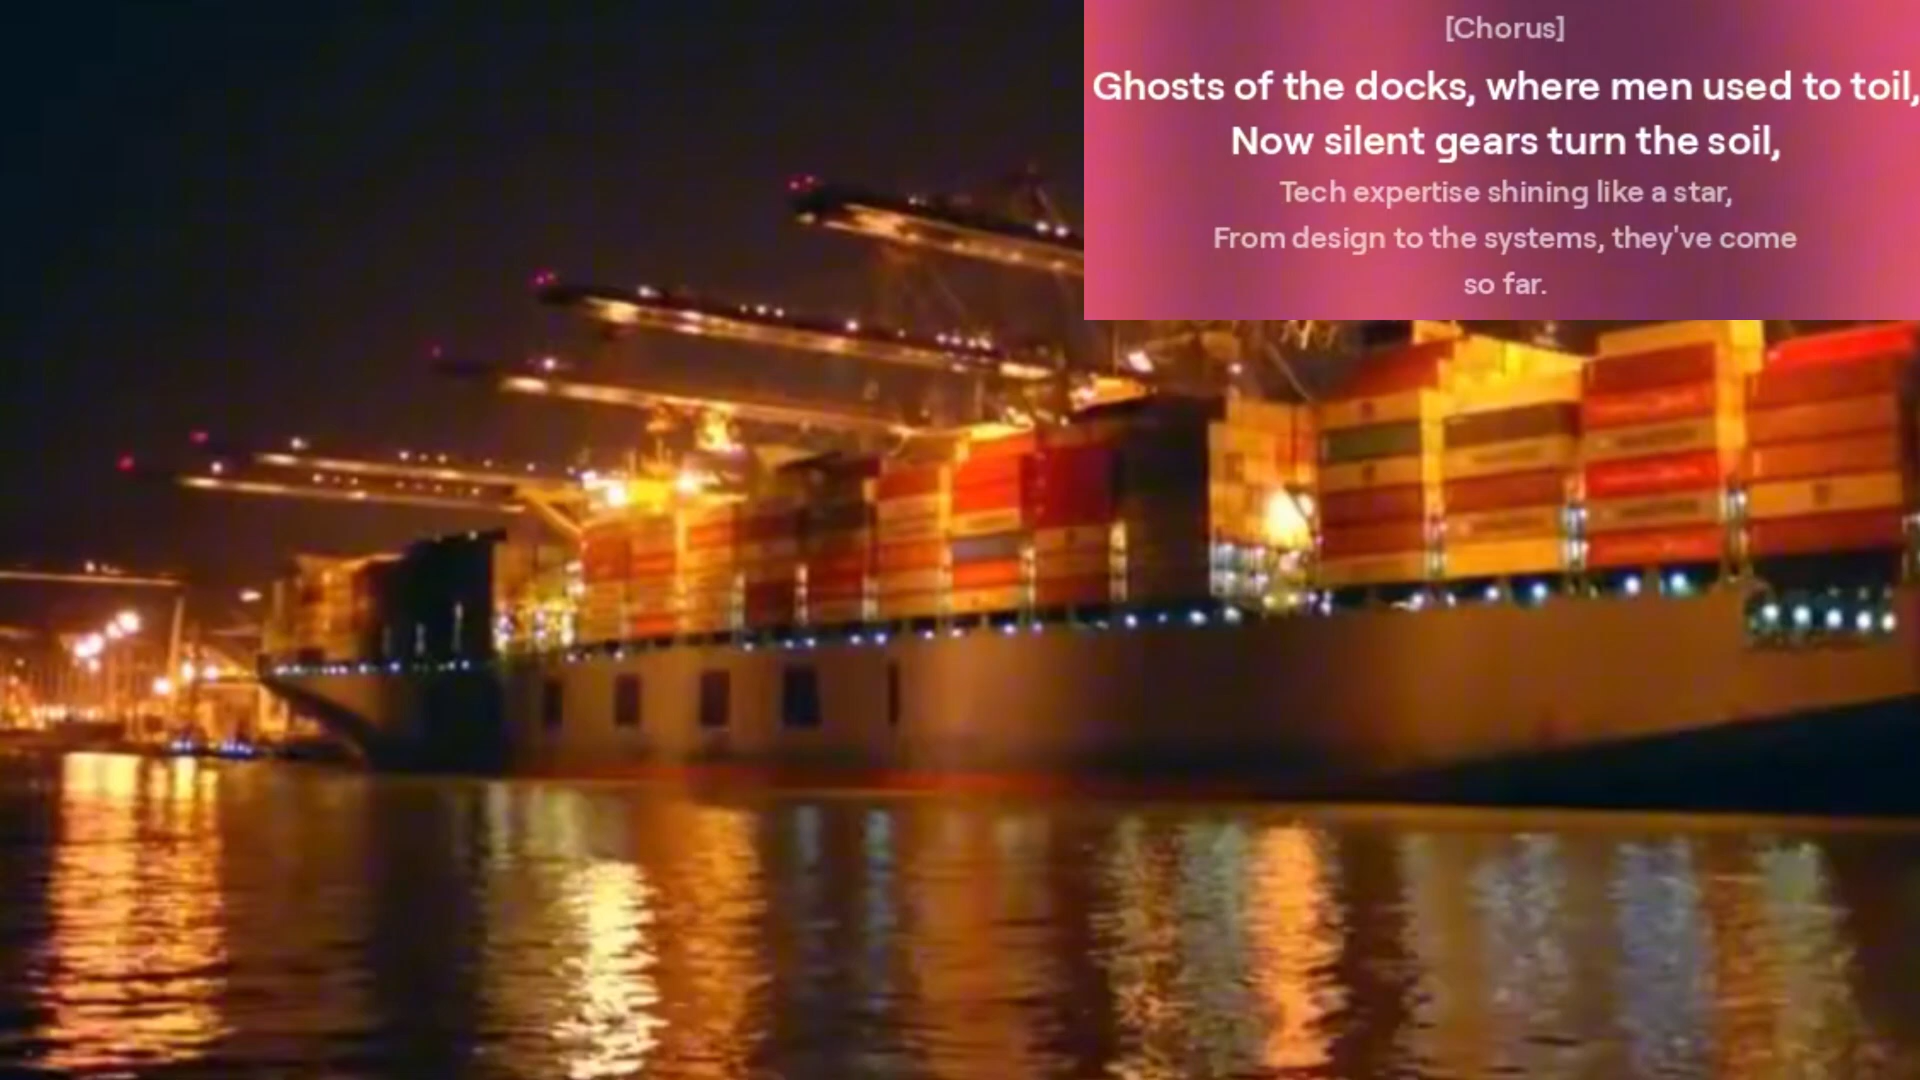 [Chorus]
Ghosts of the docks, where men used to toil,
Now silent gears turn the soil,
Tech expertise shining like a star,
From design to the systems, they've come
so far.